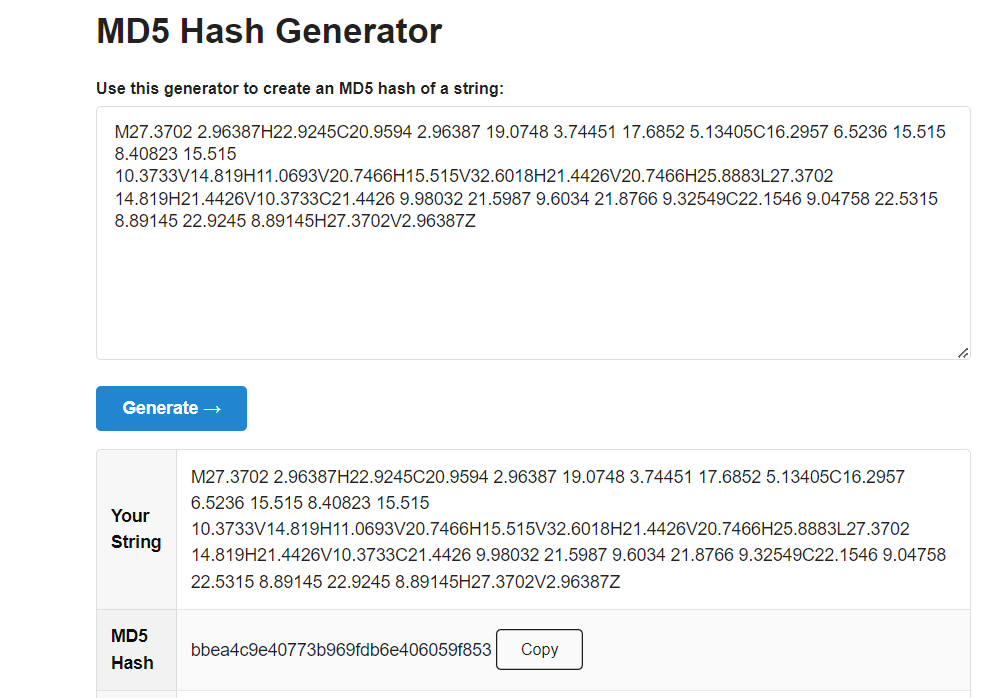 MD5 Hash Generator
Use this generator to create an MD5 hash of a string:
M27.3702 2.96387H22.9245C20.9594 2.96387 19.0748 3.74451 17.6852 5.13405C16.2957 6.5236 15.515
8.40823 15.515
10.3733V14.819H11.0693V20.7466H15.515V32.6018H21.4426V20.7466H25.8883L27.3702
14.819H21.4426V10.3733C21.4426 9.98032 21.5987 9.6034 21.8766 9.32549C22.1546 9.04758 22.5315
8.89145 22.9245 8.89145H27.3702V2.96387Z
Generate →
Your
String
M27.3702 2.96387H22.9245C20.9594 2.96387 19.0748 3.74451 17.6852 5.13405C16.2957
6.5236 15.515 8.40823 15.515
10.3733V14.819H11.0693V20.7466H15.515V32.6018H21.4426V20.7466H25.8883L27.3702
14.819H21.4426V10.3733C21.4426 9.98032 21.5987 9.6034 21.8766 9.32549C22.1546 9.04758
22.5315 8.89145 22.9245 8.89145H27.3702V2.96387Z
MD5
Hash
bbea4c9e40773b969fdb6e406059f853 Copy